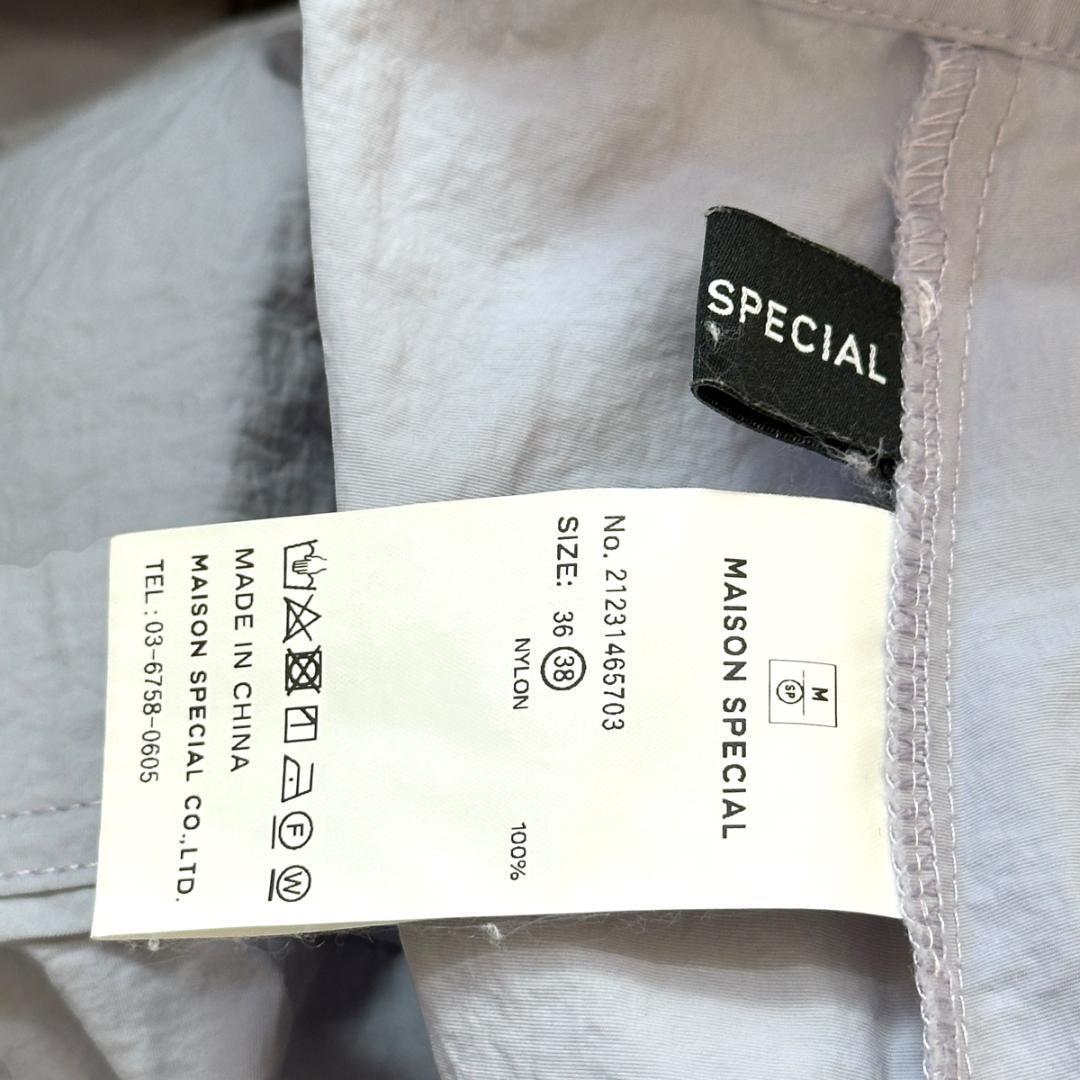 SPECIAL
M
SP
MAISON SPECIAL
No. 21231465703
SIZE: 36 38
NYLON 100%
F W
MADE IN CHINA
MAISON SPECIAL CO.,LTD.
TEL : 03-6758-0605